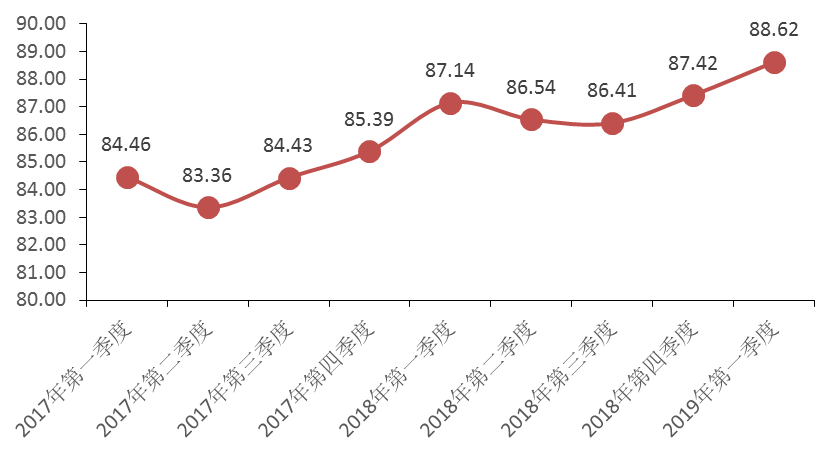 90.00
89.00
88.00
87.00
86.00
85.00
84.00
83.00
82.00
81.00
80.00
84.46
83.36
84.43
85.39
87.14
86.54
86.41
87.42
88.62
2017年第一季度
2017年第二季度
2017年第三季度
2017年第四季度
2018年第一季度
2018年第二季度
2018年第三季度
2018年第四季度
2019年第一季度